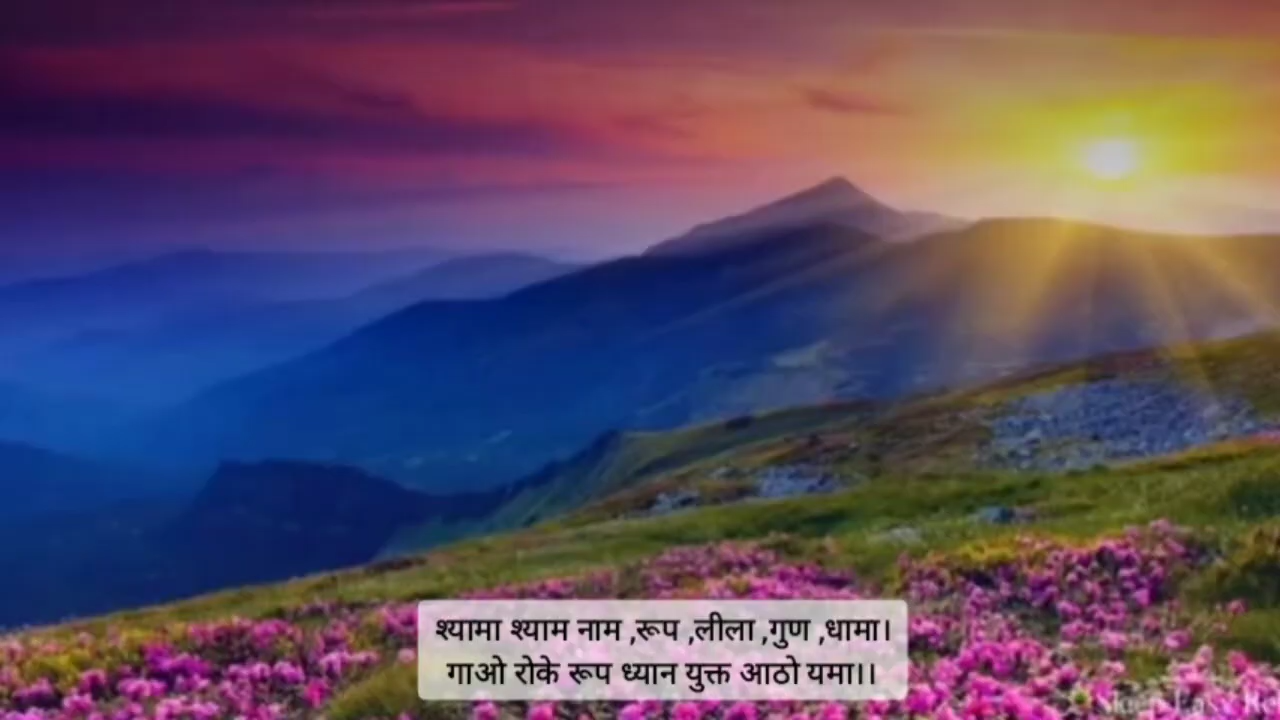 श्यामा श्याम नाम ,रूप ,लीला ,गुण ,धामा।
गाओ रोके रूप ध्यान युक्त आठो यमा।।